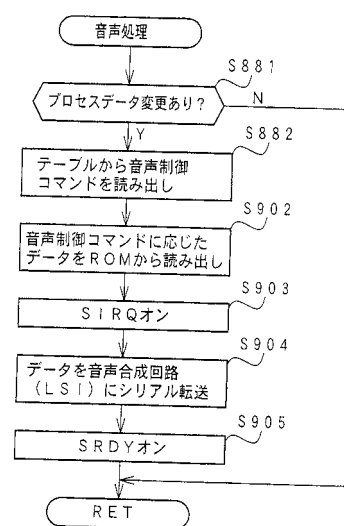 音声処理
S881
プロセスデータ変更あり？
N
Y
S882
テーブルから音声制御
コマンドを読み出し
S902
音声制御コマンドに応じた
データをROMから読み出し
S903
SIRQオン
S904
データを音声合成回路
（LSI）にシリアル転送
S905
SRDYオン
RET